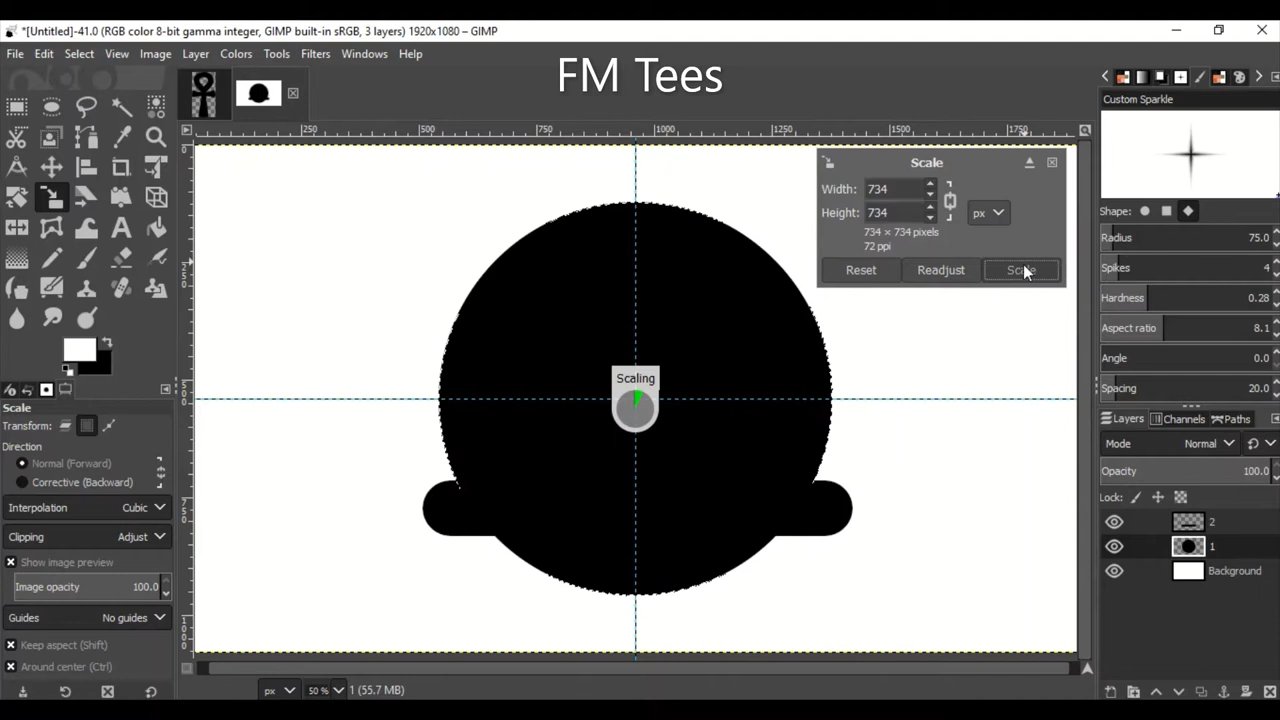 *[Untitled]-41.0 (RGB color 8-bit gamma integer, GIMP built-in sRGB, 3 layers) 1920x1080 – GIMP
File Edit Select View Image Layer Colors Tools Filters Windows Help
FM Tees
Custom Sparkle
250 500 750 1000 1250 1500 1750
Scale
Width: 734
Height: 734 px
734 × 734 pixels
72 ppi
Reset Readjust Scale
Shape:
Radius 75.0
Spikes 4
Hardness 0.28
Aspect ratio 8.1
Angle 0.0
Spacing 20.0
0
250
500
750
1000
Scaling
Scale
Transform:
Direction
Normal (Forward)
Corrective (Backward)
Interpolation Cubic
Clipping Adjust
Show image preview
Image opacity 100.0
Guides No guides
Keep aspect (Shift)
Around center (Ctrl)
Layers Channels Paths
Mode Normal
Opacity 100.0
Lock:
2
1
Background
px 50 % 1 (55.7 MB)